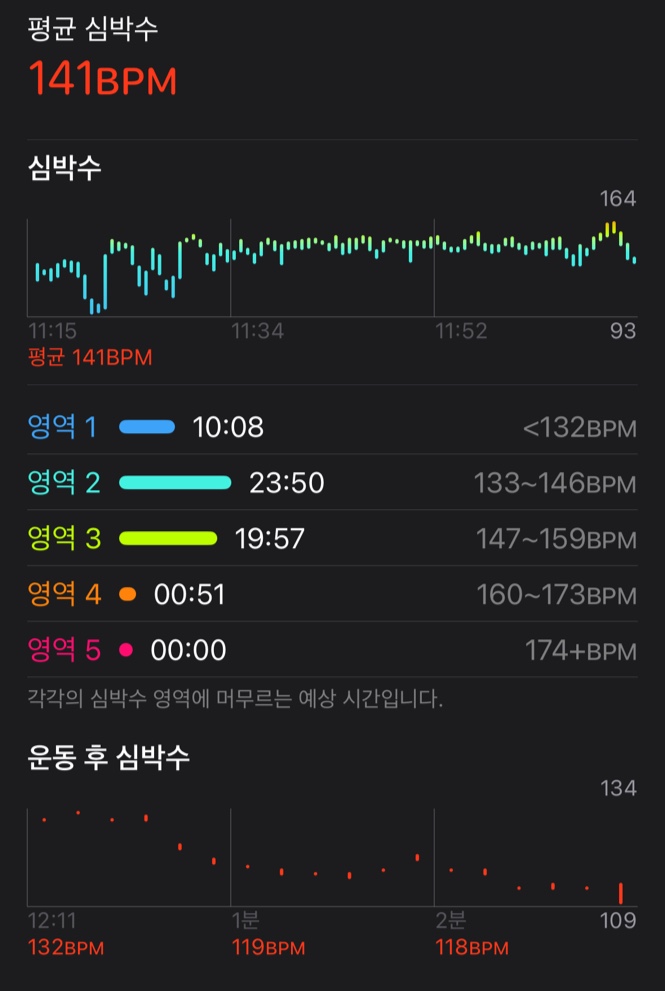 평균 심박수
141BPM
심박수
164
11:15 11:34 11:52 93
평균 141BPM
영역 1 10:08 <132BPM
영역 2 23:50 133~146BPM
영역 3 19:57 147~159BPM
영역 4 00:51 160~173BPM
영역 5 00:00 174+BPM
각각의 심박수 영역에 머무르는 예상 시간입니다.
운동 후 심박수
134
12:11 1분 2분 109
132BPM 119BPM 118BPM